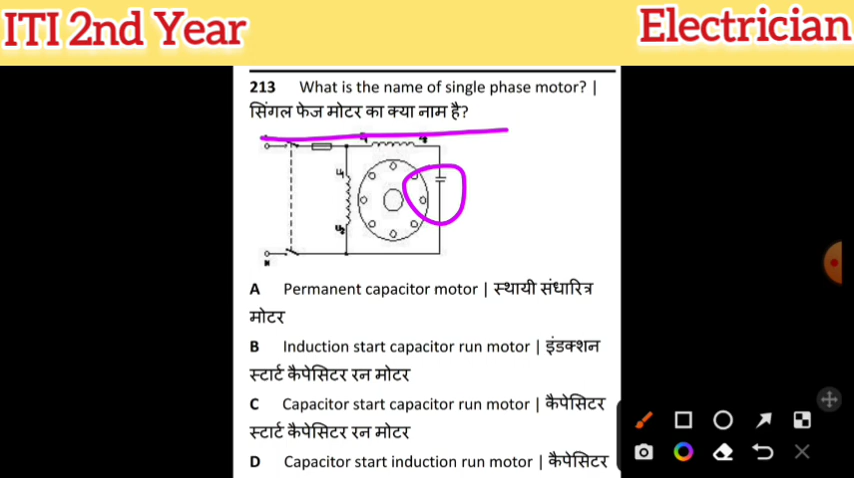 ITI 2nd Year
Electrician
213 What is the name of single phase motor? |
सिंगल फेज मोटर का क्या नाम है?
U1
U2
N
A Permanent capacitor motor | स्थायी संधारित्र
मोटर
B Induction start capacitor run motor | इंडक्शन
स्टार्ट कैपेसिटर रन मोटर
C Capacitor start capacitor run motor | कैपेसिटर
स्टार्ट कैपेसिटर रन मोटर
D Capacitor start induction run motor | कैपेसिटर